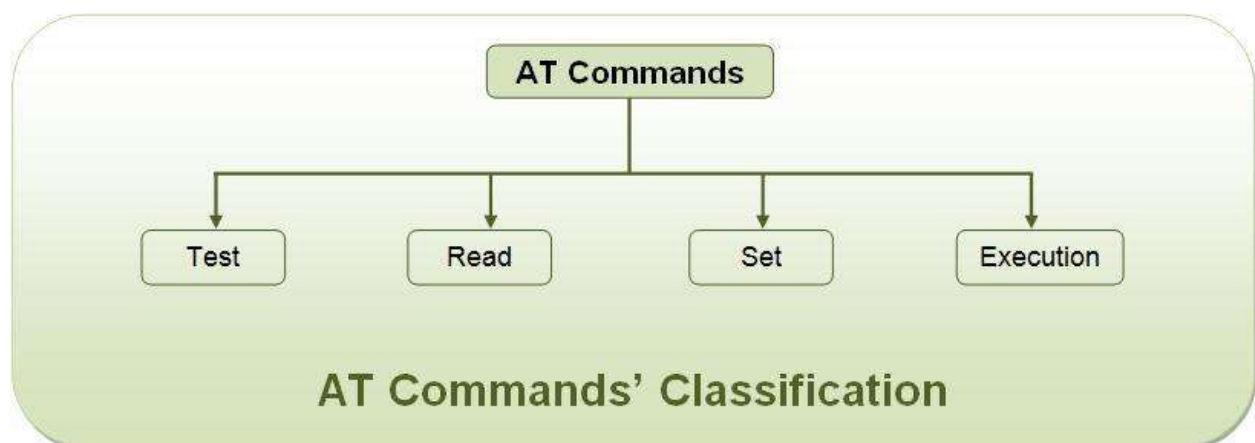 AT Commands
Test Read Set Execution
AT Commands’ Classification